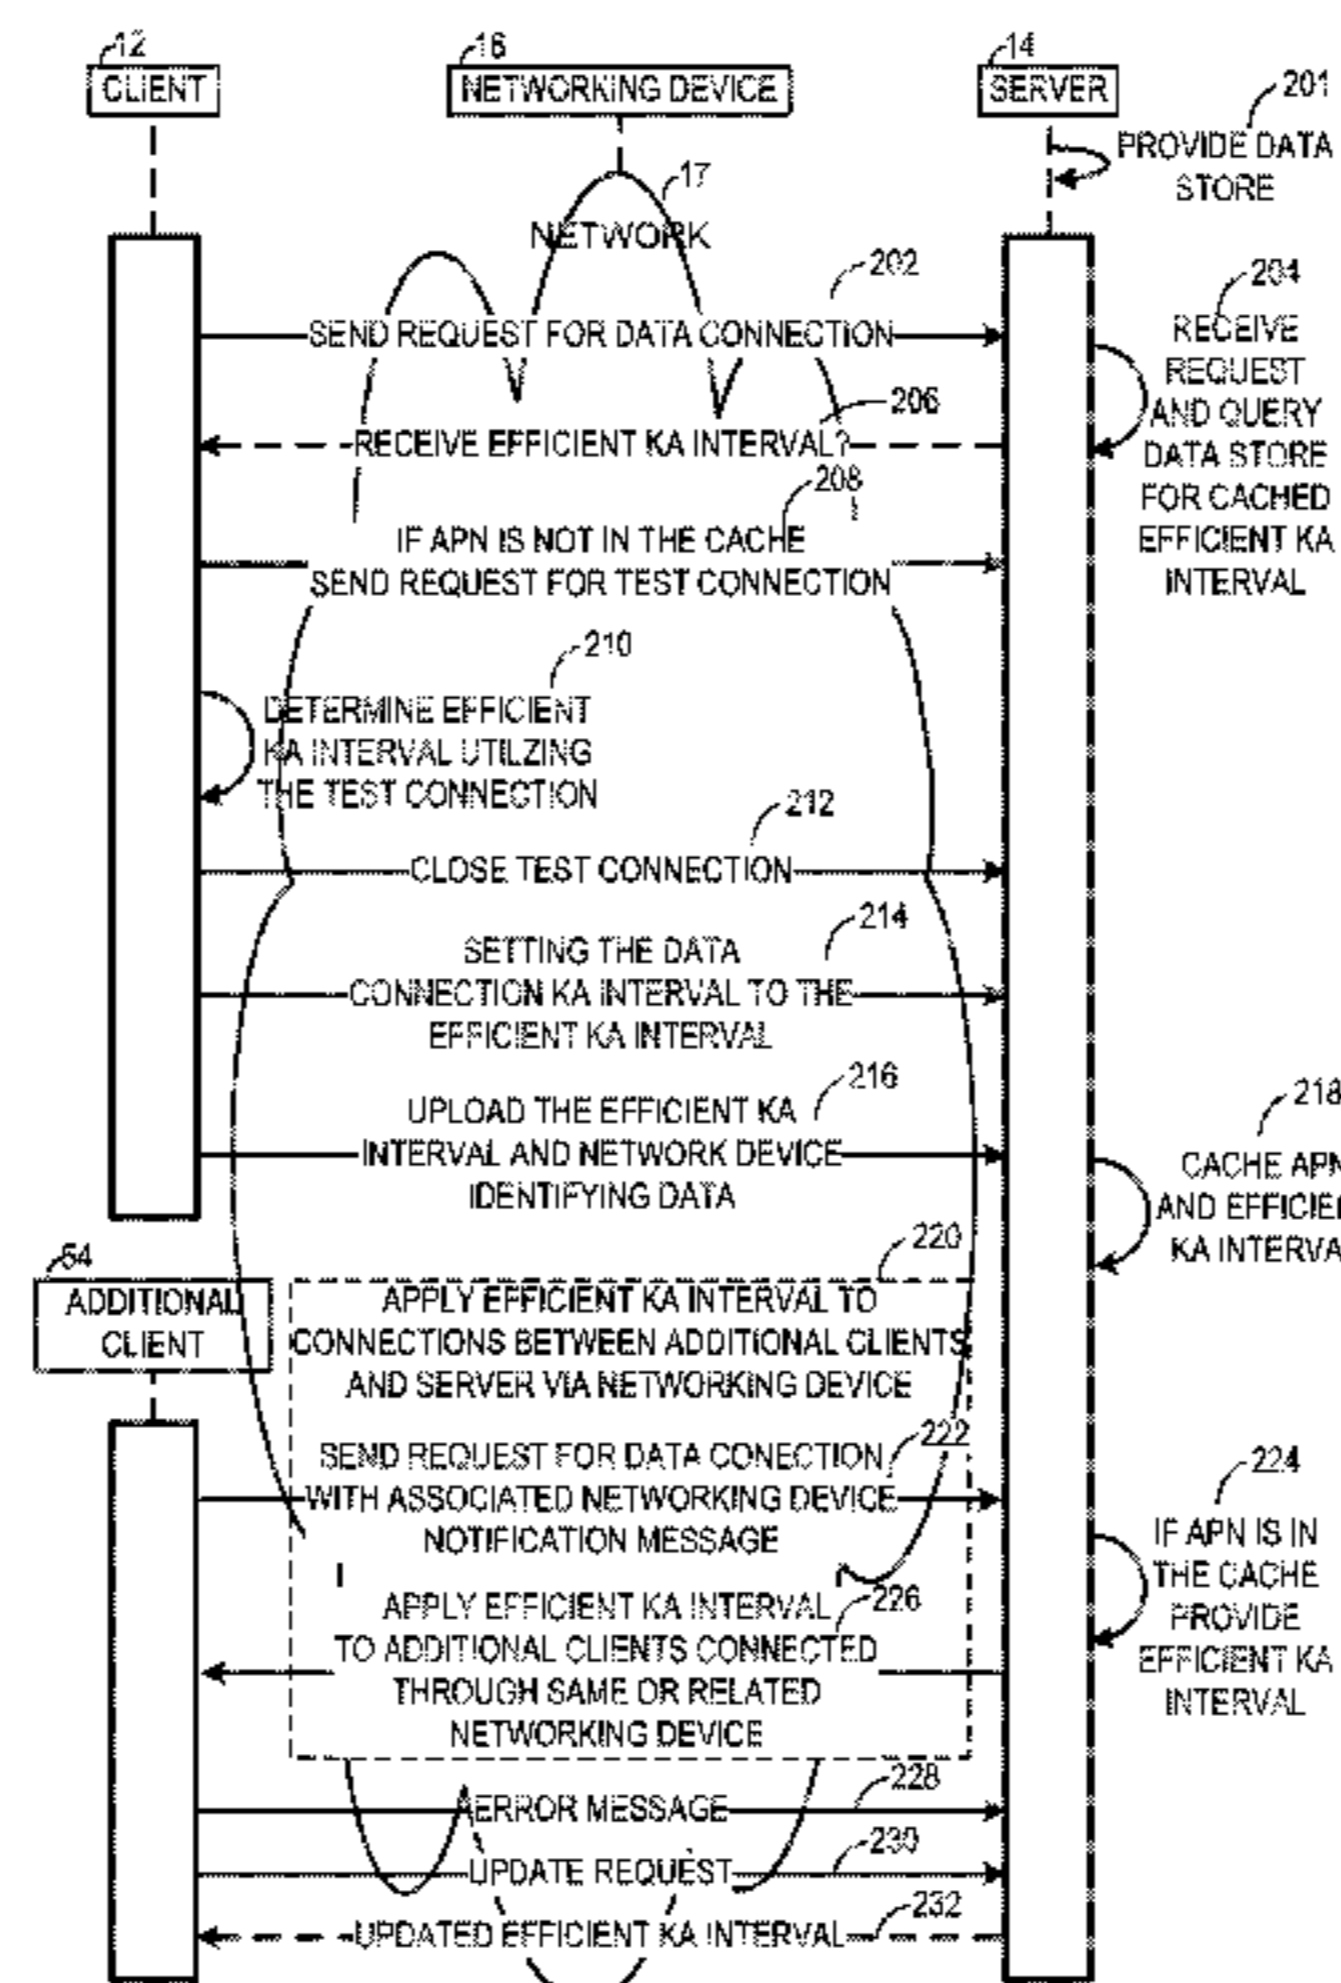 12
CLIENT
16
NETWORKING DEVICE
14
SERVER
201
PROVIDE DATA
STORE
17
NETWORK
202
SEND REQUEST FOR DATA CONNECTION
204
RECEIVE
REQUEST
AND QUERY
DATA STORE
FOR CACHED
EFFICIENT KA
INTERVAL
206
RECEIVE EFFICIENT KA INTERVAL?
208
IF APN IS NOT IN THE CACHE
SEND REQUEST FOR TEST CONNECTION
210
DETERMINE EFFICIENT
KA INTERVAL UTILZING
THE TEST CONNECTION
212
CLOSE TEST CONNECTION
214
SETTING THE DATA
CONNECTION KA INTERVAL TO THE
EFFICIENT KA INTERVAL
216
UPLOAD THE EFFICIENT KA
INTERVAL AND NETWORK DEVICE
IDENTIFYING DATA
218
CACHE APN
AND EFFICIE
KA INTERVA
54
ADDITIONAL
CLIENT
220
APPLY EFFICIENT KA INTERVAL TO
CONNECTIONS BETWEEN ADDITIONAL CLIENTS
AND SERVER VIA NETWORKING DEVICE
222
SEND REQUEST FOR DATA CONECTION
WITH ASSOCIATED NETWORKING DEVICE
NOTIFICATION MESSAGE
224
IF APN IS IN
THE CACHE
PROVIDE
EFFICIENT KA
INTERVAL
226
APPLY EFFICIENT KA INTERVAL
TO ADDITIONAL CLIENTS CONNECTED
THROUGH SAME OR RELATED
NETWORKING DEVICE
228
ERROR MESSAGE
230
UPDATE REQUEST
232
UPDATED EFFICIENT KA INTERVAL